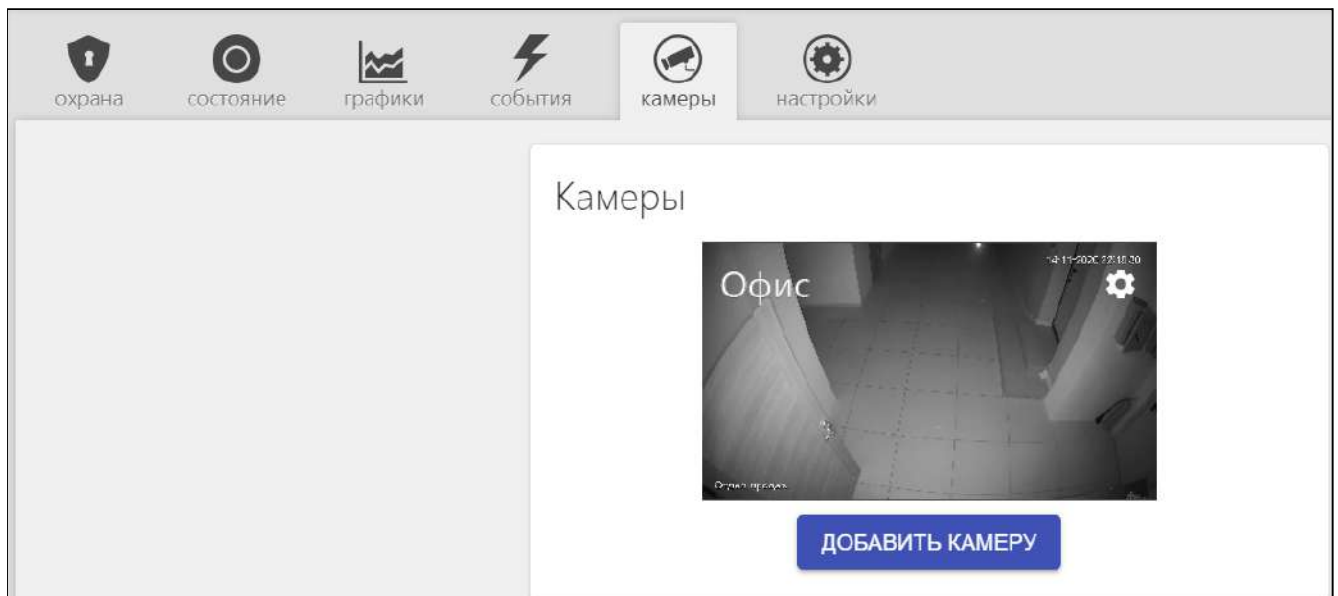 охрана
состояние
графики
события
камеры
настройки
Камеры
Офис
ДОБАВИТЬ КАМЕРУ